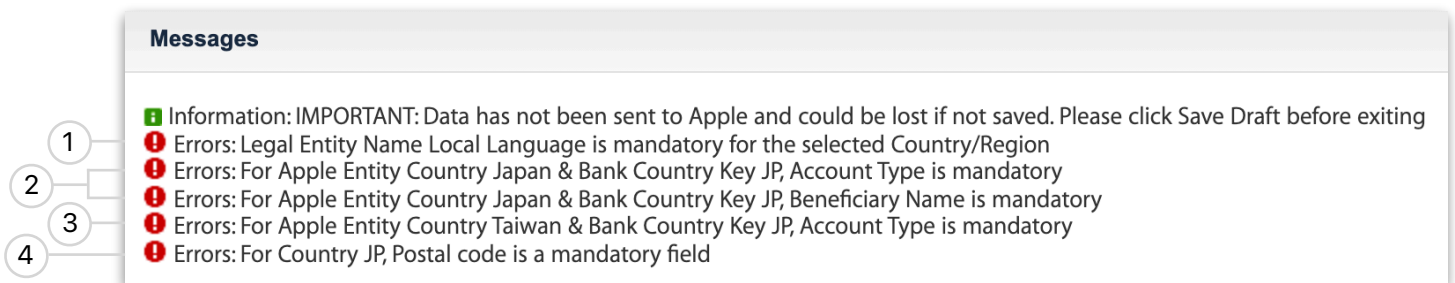 Messages
Information: IMPORTANT: Data has not been sent to Apple and could be lost if not saved. Please click Save Draft before exiting
1 Errors: Legal Entity Name Local Language is mandatory for the selected Country/Region
2 Errors: For Apple Entity Country Japan & Bank Country Key JP, Account Type is mandatory
Errors: For Apple Entity Country Japan & Bank Country Key JP, Beneficiary Name is mandatory
3 Errors: For Apple Entity Country Taiwan & Bank Country Key JP, Account Type is mandatory
4 Errors: For Country JP, Postal code is a mandatory field